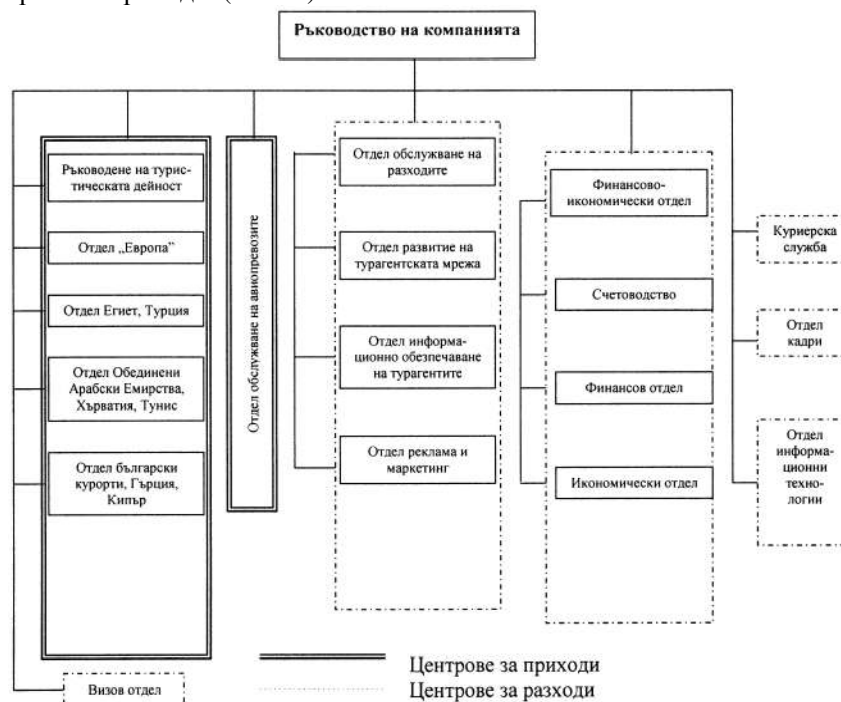 Ръководство на компанията
Ръководене на турис-
тическата дейност
Отдел „Европа”
Отдел Египет, Турция
Отдел Обединени
Арабски Емирства,
Хърватия, Тунис
Отдел български
курорти, Гърция,
Кипър
Визов отдел
Отдел обслужване на авиопревозите
Отдел обслужване на
разходите
Отдел развитие на
турагентската мрежа
Отдел информа-
ционно обезпечаване
на турагентите
Отдел реклама и
маркетинг
Финансово-
икономически отдел
Счетоводство
Финансов отдел
Икономически отдел
Куриерска
служба
Отдел
кадри
Отдел
информа-
ционни
техно-
логии
Центрове за приходи
Центрове за разходи